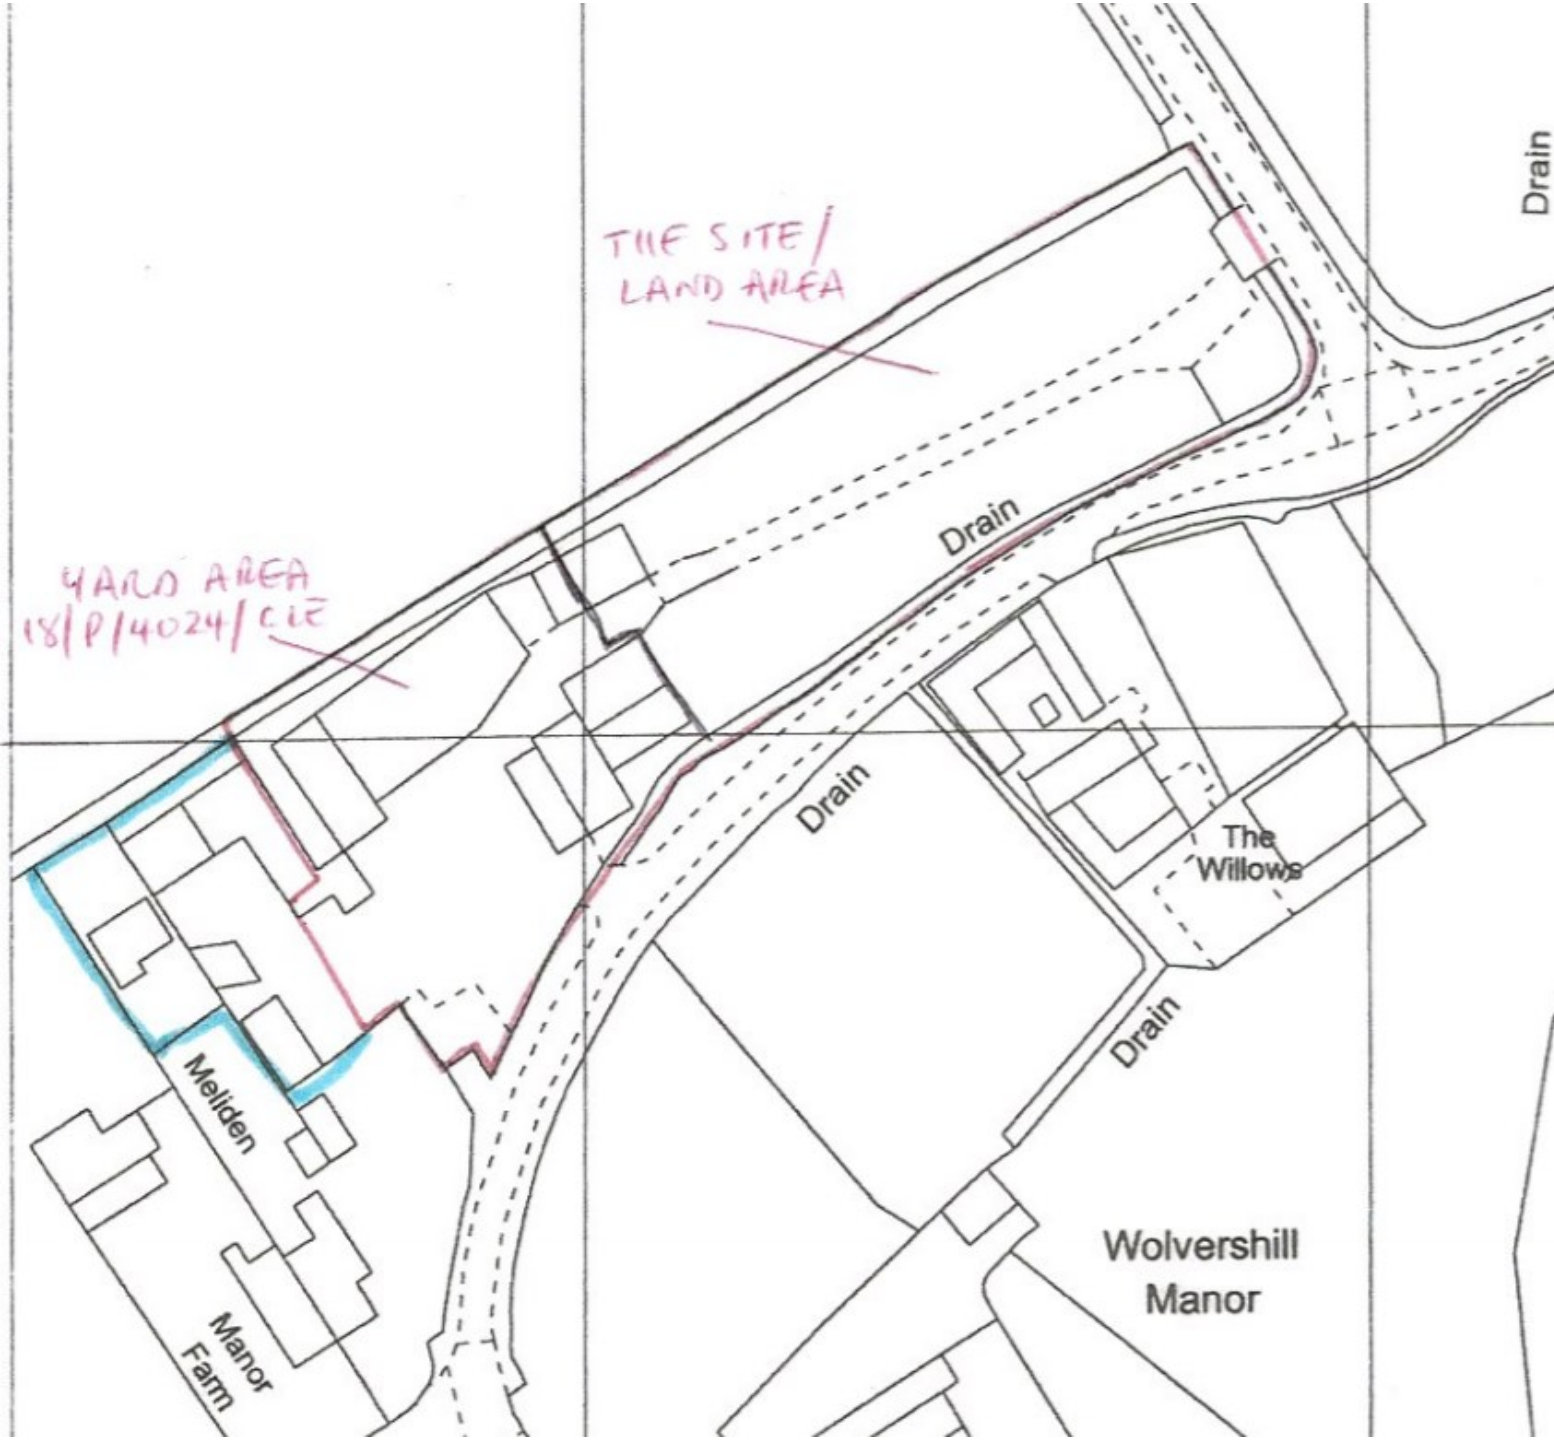 Drain
THE SITE/
LAND AREA
Drain
YARD AREA
18/P/4024/CLE
Drain
The
Willows
Drain
Meliden
Wolvershill
Manor
Manor
Farm